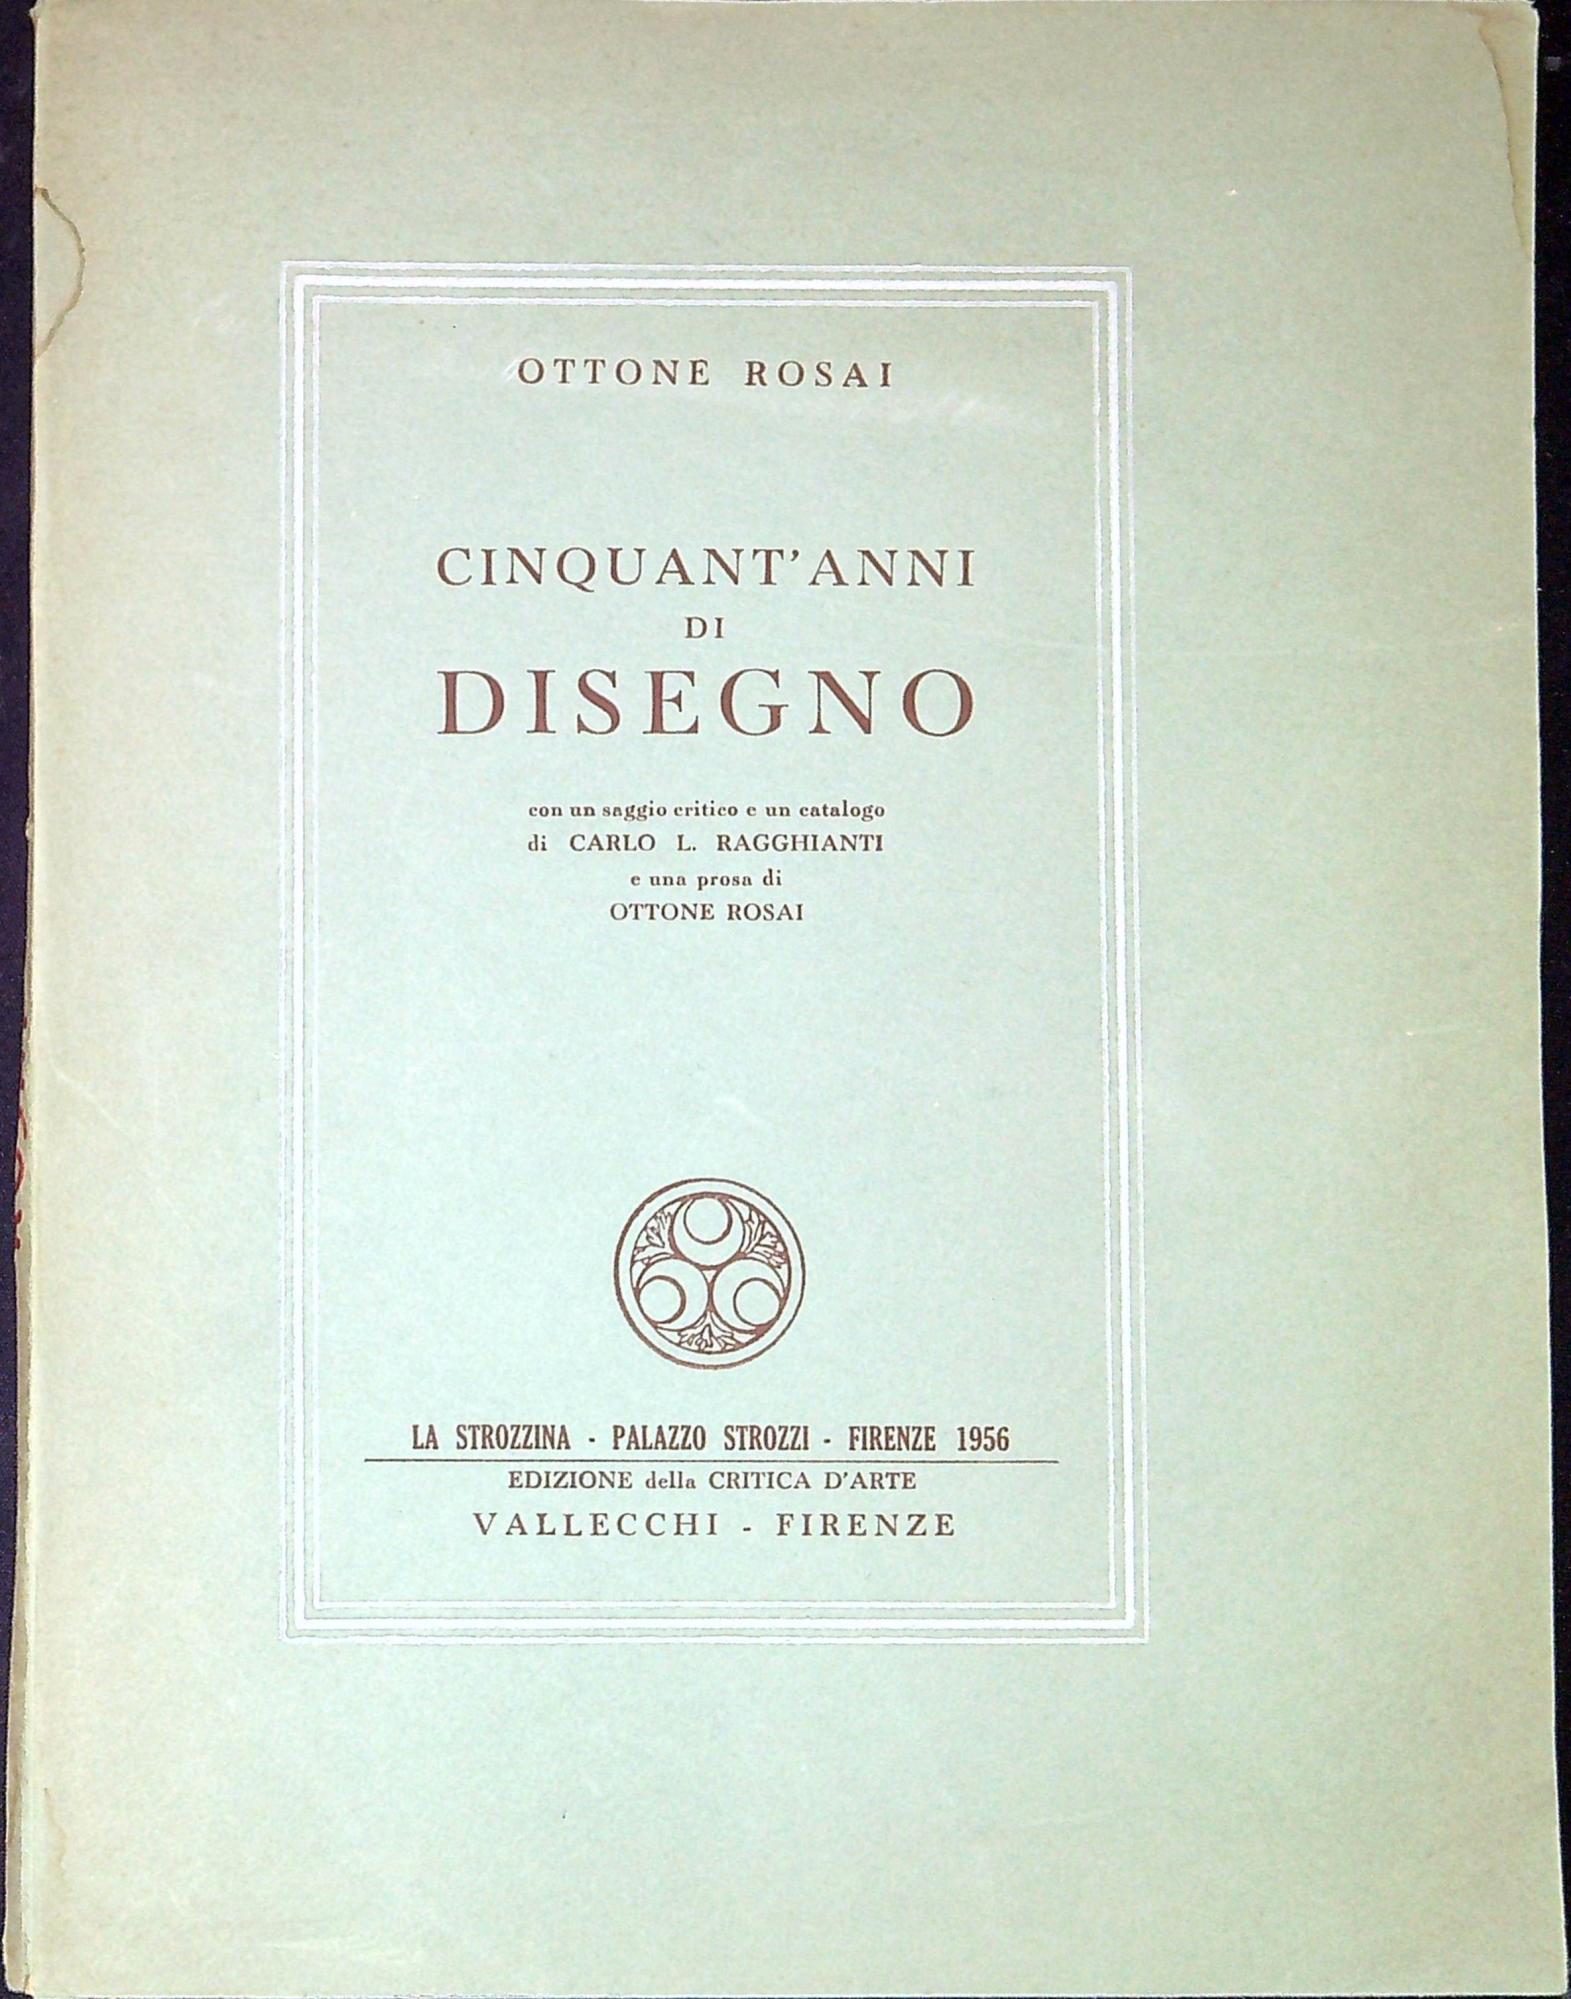 OTTONE ROSAI
CINQUANT'ANNI
DI
DISEGNO
con un saggio critico e un catalogo
di CARLO L. RAGGHIANTI
e una prosa di
OTTONE ROSAI
LA STROZZINA - PALAZZO STROZZI - FIRENZE 1956
EDIZIONE della CRITICA D'ARTE
VALLECCHI - FIRENZE